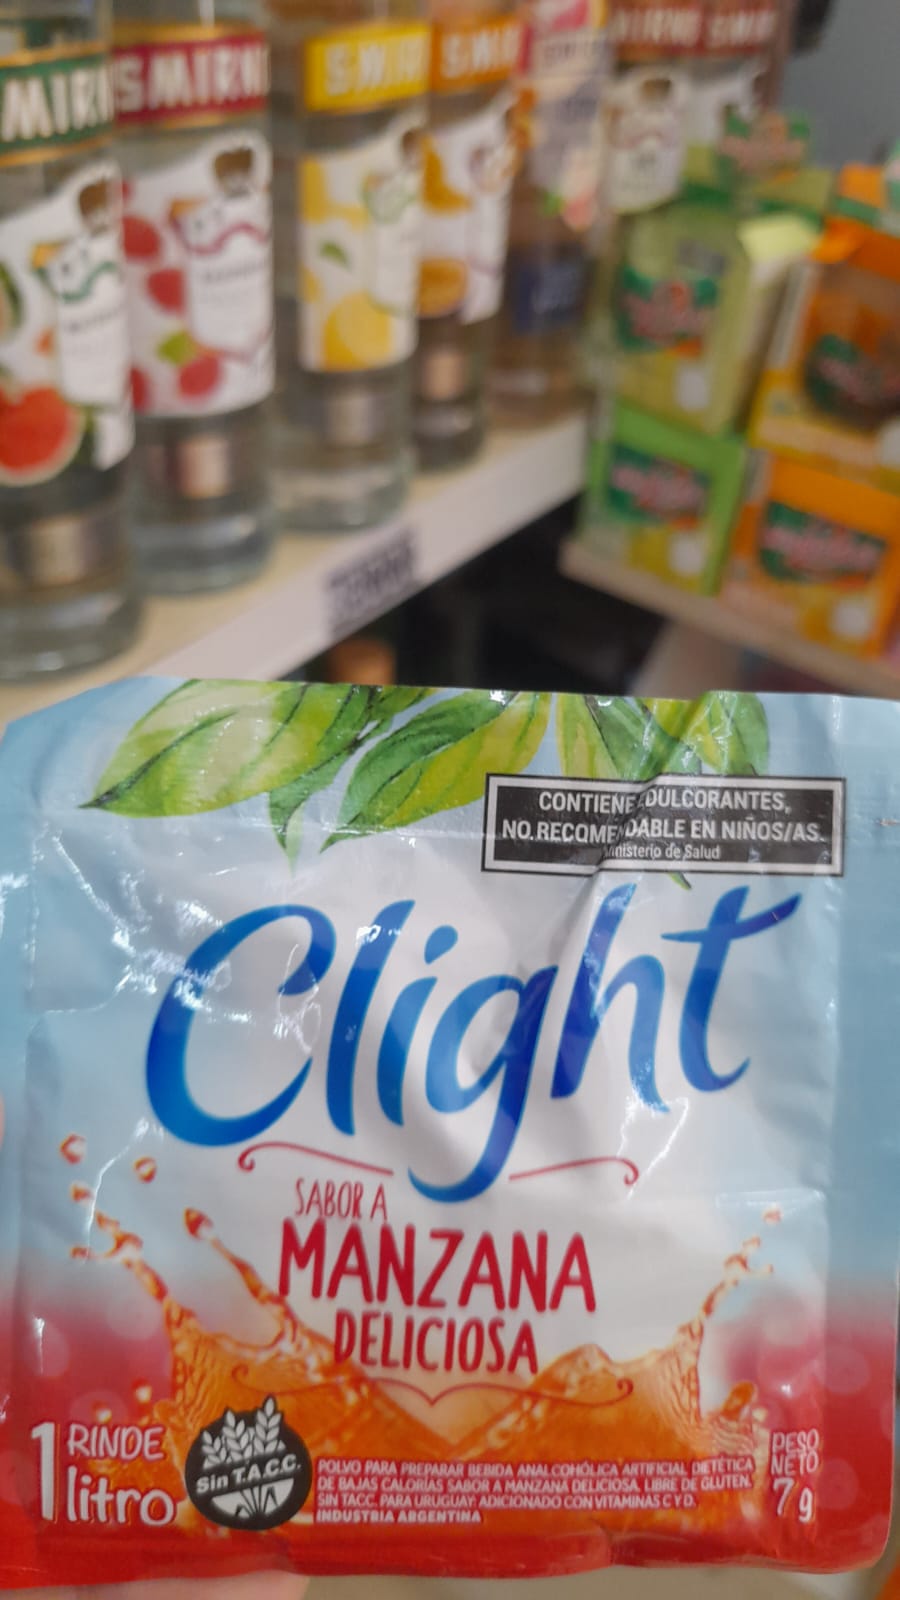 SMIRN
CONTIENE EDULCORANTES,
NO RECOMENDABLE EN NIÑOS/AS.
Ministerio de Salud
Clight
SABOR A
MANZANA
DELICIOSA
1 RINDE
litro
Sin T.A.C.C.
POLVO PARA PREPARAR BEBIDA ANALCOHÓLICA ARTIFICIAL DIETÉTICA
DE BAJAS CALORÍAS SABOR A MANZANA DELICIOSA. LIBRE DE GLUTEN.
SIN TACC. PARA URUGUAY: ADICIONADO CON VITAMINAS C Y D.
INDUSTRIA ARGENTINA
PESO
NETO
7g